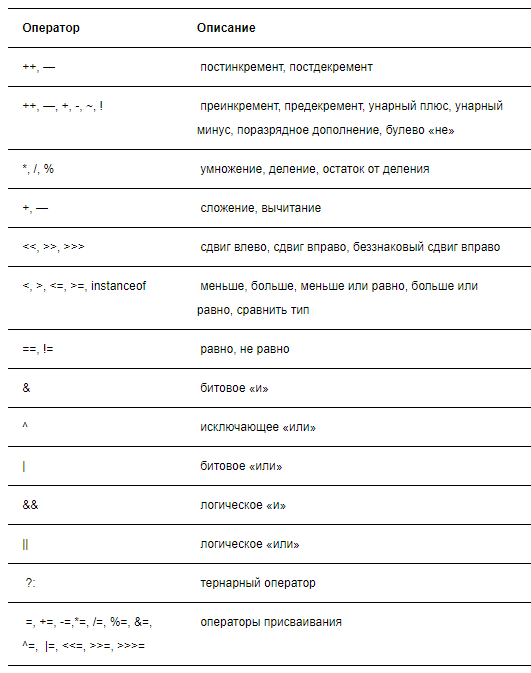 Оператор Описание
++, — постинкремент, постдекремент
++, —, +, -, ~, ! преинкремент, предекремент, унарный плюс, унарный
минус, поразрядное дополнение, булево «не»
*, /, % умножение, деление, остаток от деления
+, — сложение, вычитание
<<, >>, >>> сдвиг влево, сдвиг вправо, беззнаковый сдвиг вправо
<, >, <=, >=, instanceof меньше, больше, меньше или равно, больше или
равно, сравнить тип
==, != равно, не равно
& битовое «и»
^ исключающее «или»
| битовое «или»
&& логическое «и»
|| логическое «или»
?: тернарный оператор
=, +=, -=,*=, /=, %=, &=, операторы присваивания
^=, |=, <<=, >>=, >>>=